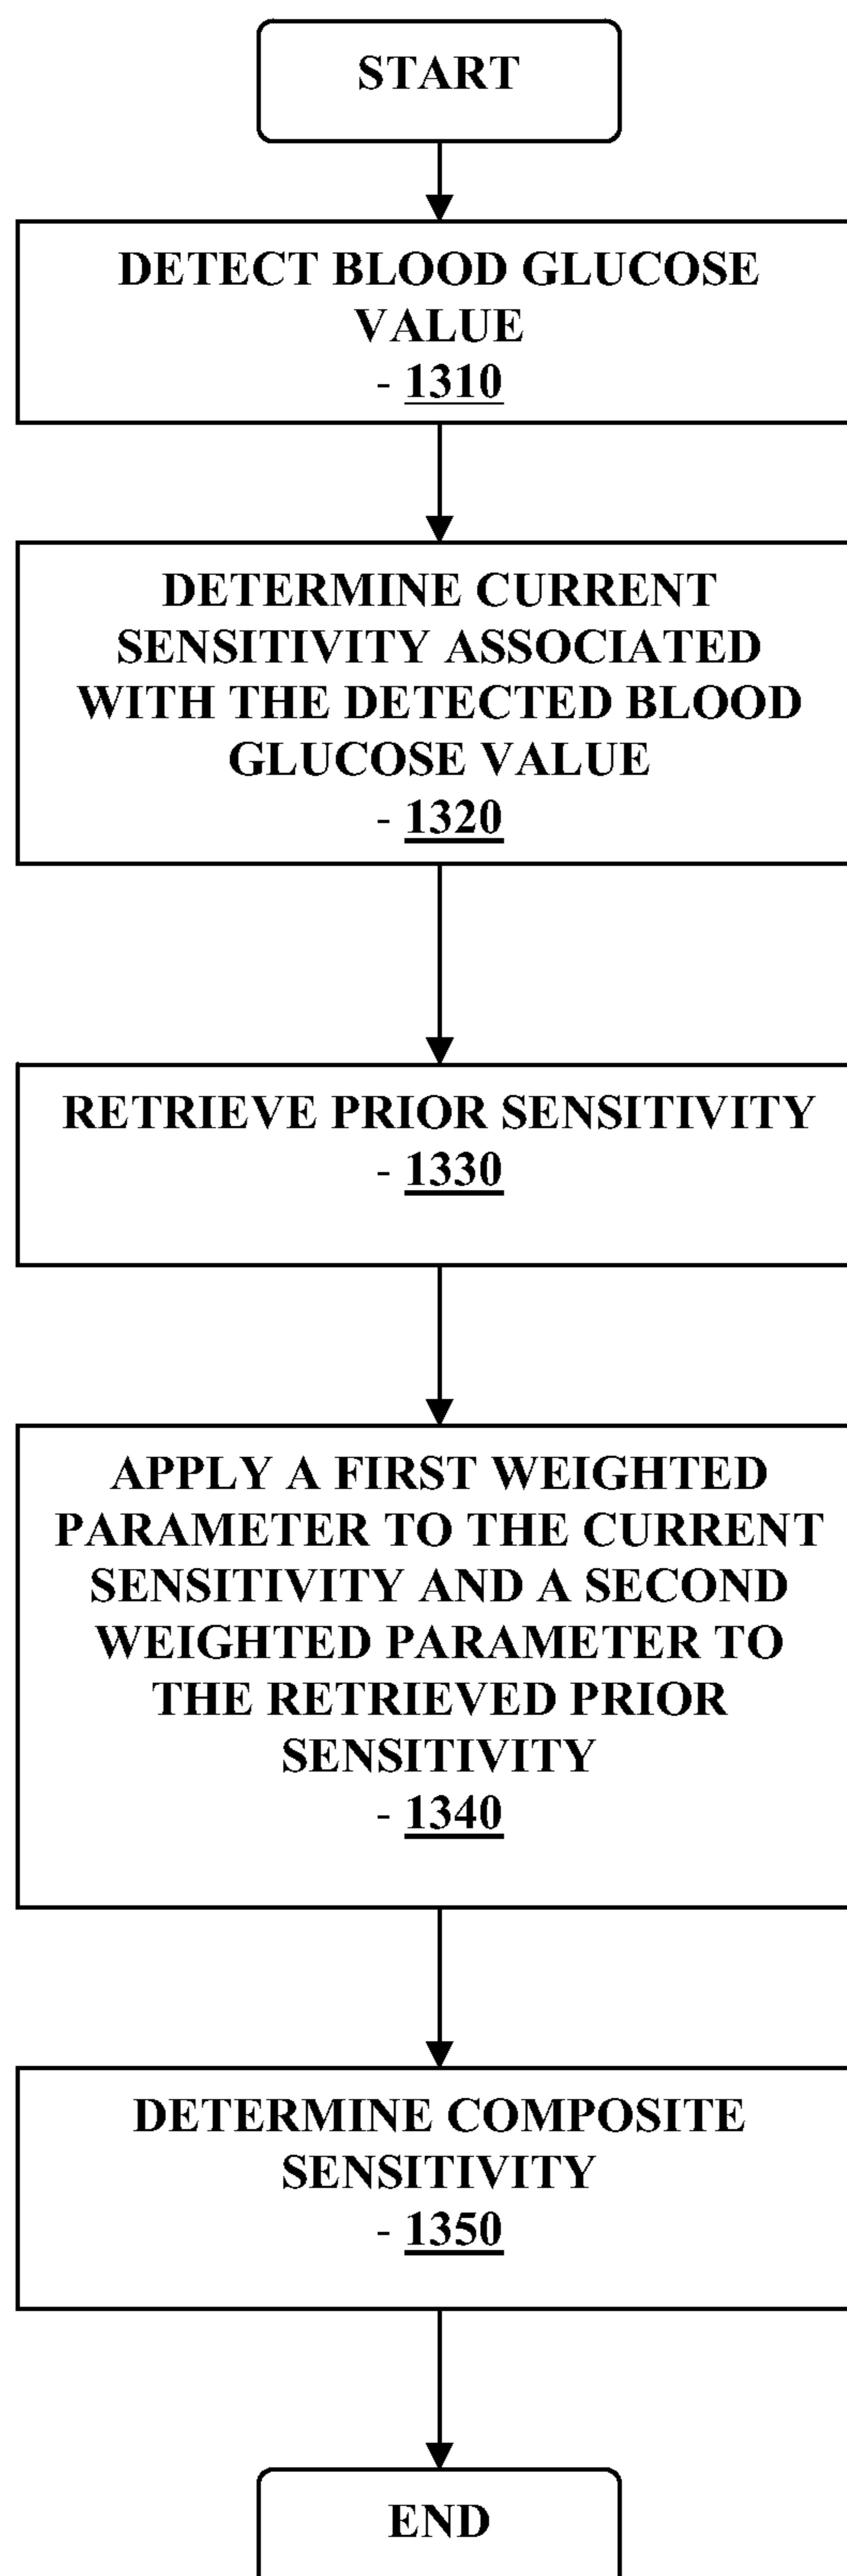 START
DETECT BLOOD GLUCOSE
VALUE
- 1310
DETERMINE CURRENT
SENSITIVITY ASSOCIATED
WITH THE DETECTED BLOOD
GLUCOSE VALUE
- 1320
RETRIEVE PRIOR SENSITIVITY
- 1330
APPLY A FIRST WEIGHTED
PARAMETER TO THE CURRENT
SENSITIVITY AND A SECOND
WEIGHTED PARAMETER TO
THE RETRIEVED PRIOR
SENSITIVITY
- 1340
DETERMINE COMPOSITE
SENSITIVITY
- 1350
END